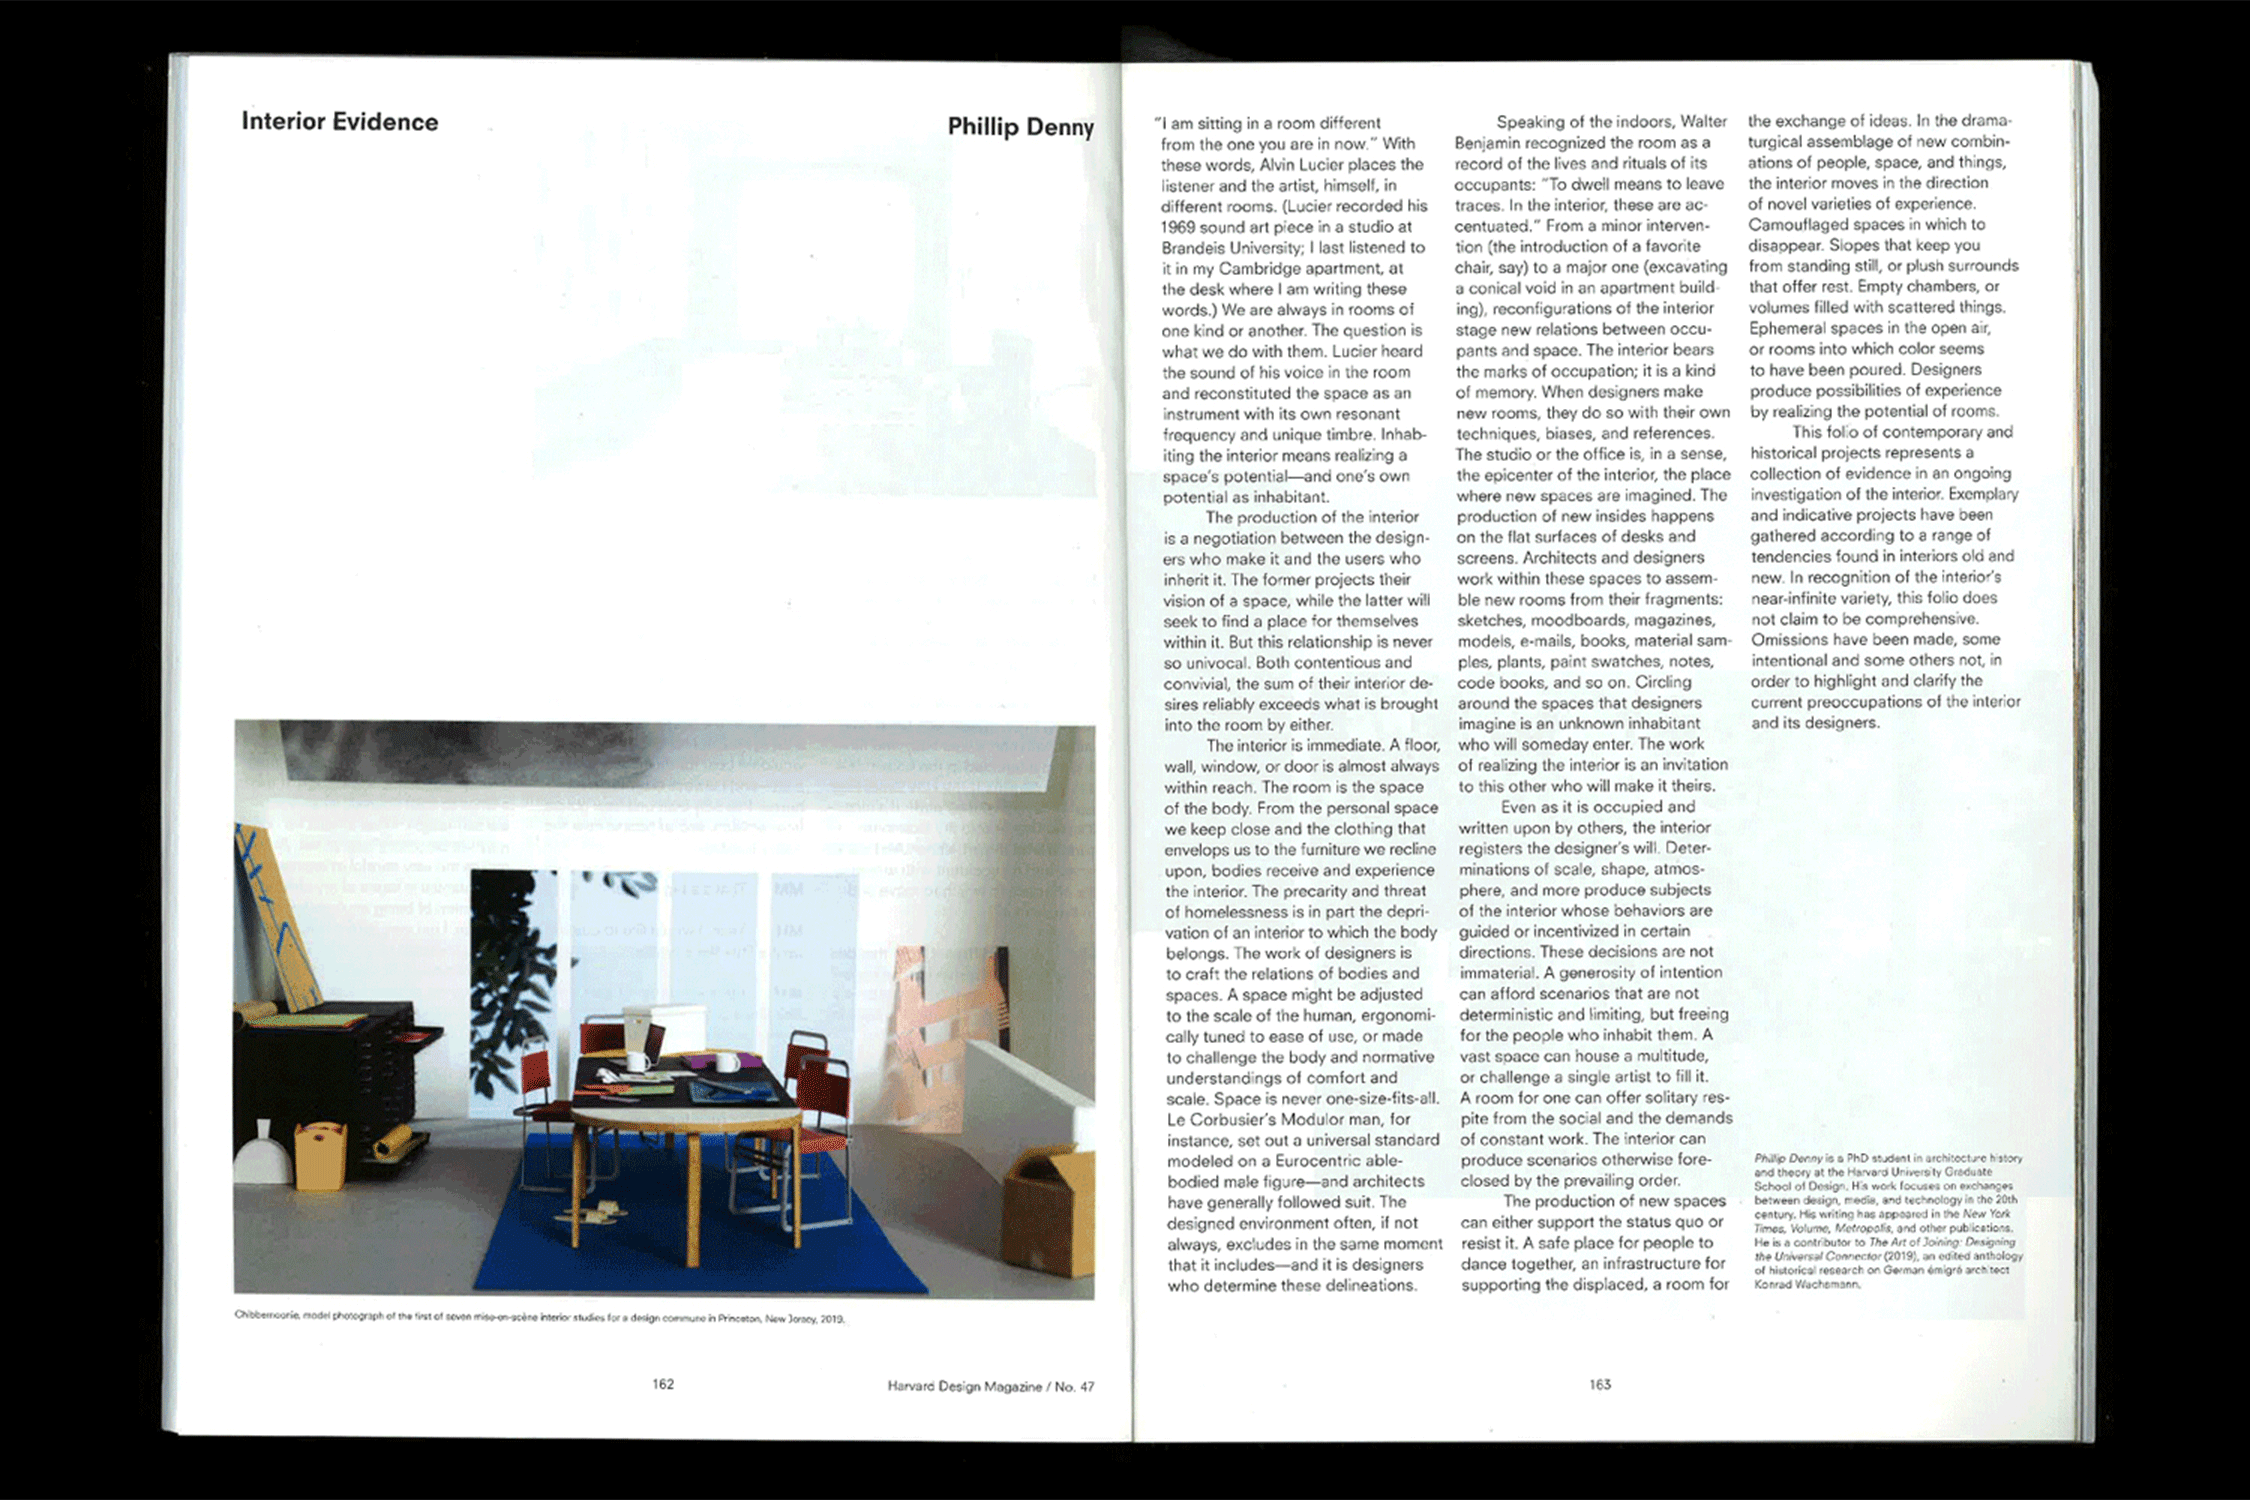 Interior Evidence
Phillip Denny
Chibbernoonie, model photograph of the first of seven mise-en-scène interior studies for a design commune in Princeton, New Jersey, 2019.
162
Harvard Design Magazine / No. 47
"I am sitting in a room different
from the one you are in now." With
these words, Alvin Lucier places the
listener and the artist, himself, in
different rooms. (Lucier recorded his
1969 sound art piece in a studio at
Brandeis University; I last listened to
it in my Cambridge apartment, at
the desk where I am writing these
words.) We are always in rooms of
one kind or another. The question is
what we do with them. Lucier heard
the sound of his voice in the room
and reconstituted the space as an
instrument with its own resonant
frequency and unique timbre. Inhab-
iting the interior means realizing a
space's potential—and one's own
potential as inhabitant.
The production of the interior
is a negotiation between the design-
ers who make it and the users who
inherit it. The former projects their
vision of a space, while the latter will
seek to find a place for themselves
within it. But this relationship is never
so univocal. Both contentious and
convivial, the sum of their interior de-
sires reliably exceeds what is brought
into the room by either.
The interior is immediate. A floor,
wall, window, or door is almost always
within reach. The room is the space
of the body. From the personal space
we keep close and the clothing that
envelops us to the furniture we recline
upon, bodies receive and experience
the interior. The precarity and threat
of homelessness is in part the depri-
vation of an interior to which the body
belongs. The work of designers is
to craft the relations of bodies and
spaces. A space might be adjusted
to the scale of the human, ergonomi-
cally tuned to ease of use, or made
to challenge the body and normative
understandings of comfort and
scale. Space is never one-size-fits-all.
Le Corbusier's Modulor man, for
instance, set out a universal standard
modeled on a Eurocentric able-
bodied male figure—and architects
have generally followed suit. The
designed environment often, if not
always, excludes in the same moment
that it includes—and it is designers
who determine these delineations.
Speaking of the indoors, Walter
Benjamin recognized the room as a
record of the lives and rituals of its
occupants: "To dwell means to leave
traces. In the interior, these are ac-
centuated." From a minor interven-
tion (the introduction of a favorite
chair, say) to a major one (excavating
a conical void in an apartment build-
ing), reconfigurations of the interior
stage new relations between occu-
pants and space. The interior bears
the marks of occupation; it is a kind
of memory. When designers make
new rooms, they do so with their own
techniques, biases, and references.
The studio or the office is, in a sense,
the epicenter of the interior, the place
where new spaces are imagined. The
production of new insides happens
on the flat surfaces of desks and
screens. Architects and designers
work within these spaces to assem-
ble new rooms from their fragments:
sketches, moodboards, magazines,
models, e-mails, books, material sam-
ples, plants, paint swatches, notes,
code books, and so on. Circling
around the spaces that designers
imagine is an unknown inhabitant
who will someday enter. The work
of realizing the interior is an invitation
to this other who will make it theirs.
Even as it is occupied and
written upon by others, the interior
registers the designer's will. Deter-
minations of scale, shape, atmos-
phere, and more produce subjects
of the interior whose behaviors are
guided or incentivized in certain
directions. These decisions are not
immaterial. A generosity of intention
can afford scenarios that are not
deterministic and limiting, but freeing
for the people who inhabit them. A
vast space can house a multitude,
or challenge a single artist to fill it.
A room for one can offer solitary res-
pite from the social and the demands
of constant work. The interior can
produce scenarios otherwise fore-
closed by the prevailing order.
The production of new spaces
can either support the status quo or
resist it. A safe place for people to
dance together, an infrastructure for
supporting the displaced, a room for
the exchange of ideas. In the drama-
turgical assemblage of new combin-
ations of people, space, and things,
the interior moves in the direction
of novel varieties of experience.
Camouflaged spaces in which to
disappear. Slopes that keep you
from standing still, or plush surrounds
that offer rest. Empty chambers, or
volumes filled with scattered things.
Ephemeral spaces in the open air,
or rooms into which color seems
to have been poured. Designers
produce possibilities of experience
by realizing the potential of rooms.
This folio of contemporary and
historical projects represents a
collection of evidence in an ongoing
investigation of the interior. Exemplary
and indicative projects have been
gathered according to a range of
tendencies found in interiors old and
new. In recognition of the interior's
near-infinite variety, this folio does
not claim to be comprehensive.
Omissions have been made, some
intentional and some others not, in
order to highlight and clarify the
current preoccupations of the interior
and its designers.
Phillip Denny is a PhD student in architecture history
and theory at the Harvard University Graduate
School of Design. His work focuses on exchanges
between design, media, and technology in the 20th
century. His writing has appeared in the New York
Times, Volume, Metropolis, and other publications.
He is a contributor to The Art of Joining: Designing
the Universal Connector (2019), an edited anthology
of historical research on German émigré architect
Konrad Wachsmann.
163